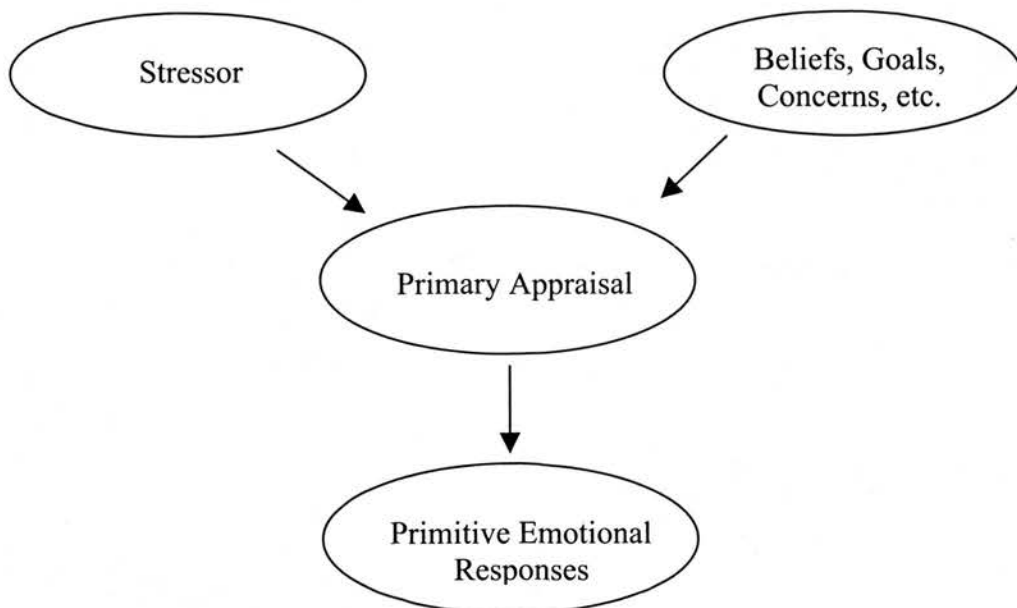 Stressor
Beliefs, Goals,
Concerns, etc.
Primary Appraisal
Primitive Emotional
Responses